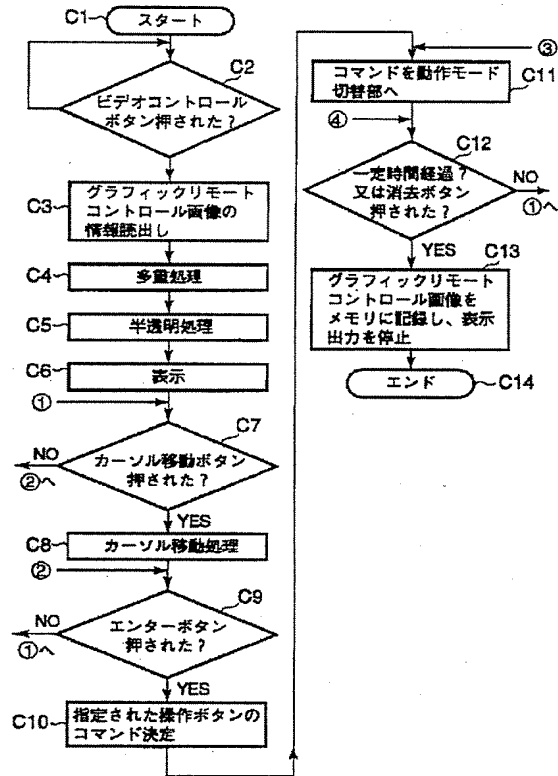 C1
スタート
C2
ビデオコントロール
ボタン押された？
C3
グラフィックリモート
コントロール画像の
情報読出し
C4
多重処理
C5
半透明処理
C6
表示
①
C7
NO
カーソル移動ボタン
押された？
②へ
YES
C8
カーソル移動処理
②
C9
NO
エンターボタン
押された？
①へ
YES
C10
指定された操作ボタンの
コマンド決定
③
コマンドを動作モード
切替部へ
C11
④
C12
一定時間経過？
又は消去ボタン
押された？
NO
①へ
YES
C13
グラフィックリモート
コントロール画像を
メモリに記録し、表示
出力を停止
エンド
C14